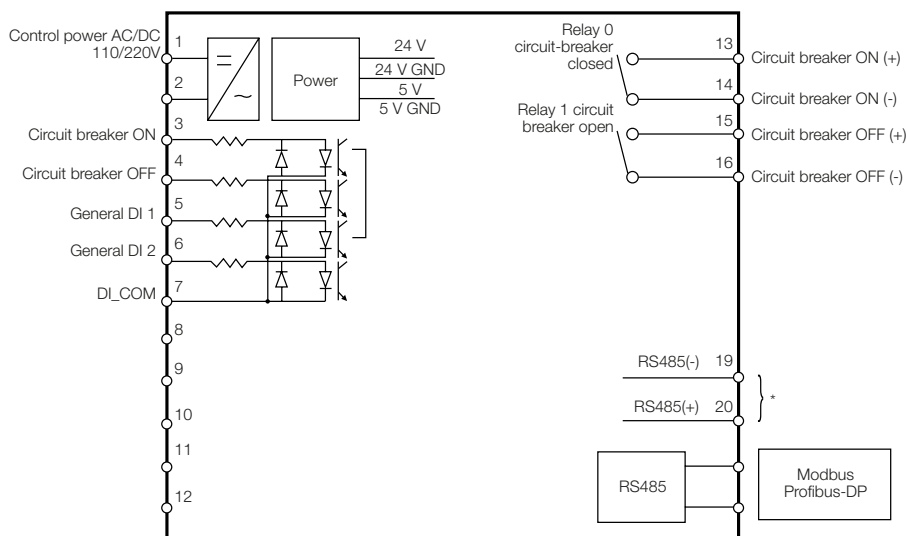 Control power AC/DC
110/220V
1
2
3
Circuit breaker ON
4
Circuit breaker OFF
5
General DI 1
6
General DI 2
7
DI_COM
8
9
10
11
12
Power
24 V
24 V GND
5 V
5 V GND
Relay 0
circuit-breaker
closed
Relay 1 circuit
breaker open
13
Circuit breaker ON (+)
14
Circuit breaker ON (-)
15
Circuit breaker OFF (+)
16
Circuit breaker OFF (-)
RS485(-)
19
RS485(+)
20
*
RS485
Modbus
Profibus-DP